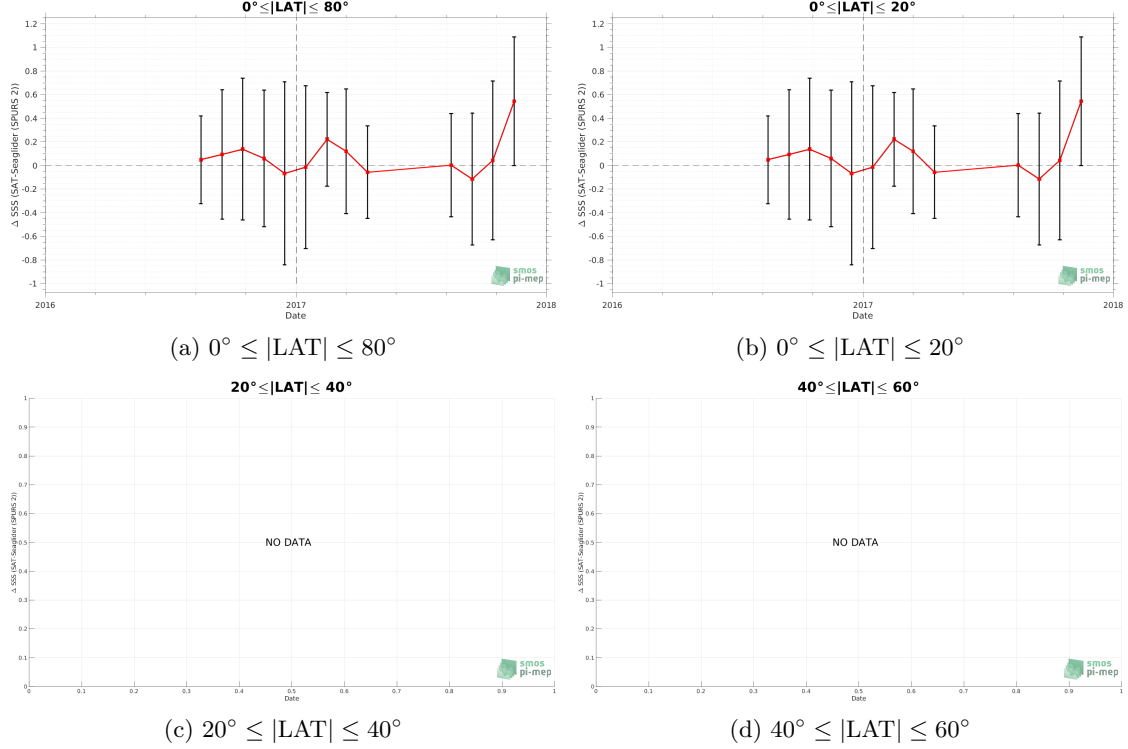 0°≤|LAT|≤ 80°
Δ SSS (SAT-Seaglider (SPURS 2))
1.2
1
0.8
0.6
0.4
0.2
0
-0.2
-0.4
-0.6
-0.8
-1
2016
2017
2018
Date
smos
pi-mep
(a) 0° ≤ |LAT| ≤ 80°
0°≤|LAT|≤ 20°
Δ SSS (SAT-Seaglider (SPURS 2))
1.2
1
0.8
0.6
0.4
0.2
0
-0.2
-0.4
-0.6
-0.8
-1
2016
2017
2018
Date
smos
pi-mep
(b) 0° ≤ |LAT| ≤ 20°
20°≤|LAT|≤ 40°
Δ SSS (SAT-Seaglider (SPURS 2))
1
0.9
0.8
0.7
0.6
0.5
0.4
0.3
0.2
0.1
0
NO DATA
0 0.1 0.2 0.3 0.4 0.5 0.6 0.7 0.8 0.9 1
Date
smos
pi-mep
(c) 20° ≤ |LAT| ≤ 40°
40°≤|LAT|≤ 60°
Δ SSS (SAT-Seaglider (SPURS 2))
1
0.9
0.8
0.7
0.6
0.5
0.4
0.3
0.2
0.1
0
NO DATA
0 0.1 0.2 0.3 0.4 0.5 0.6 0.7 0.8 0.9 1
Date
smos
pi-mep
(d) 40° ≤ |LAT| ≤ 60°